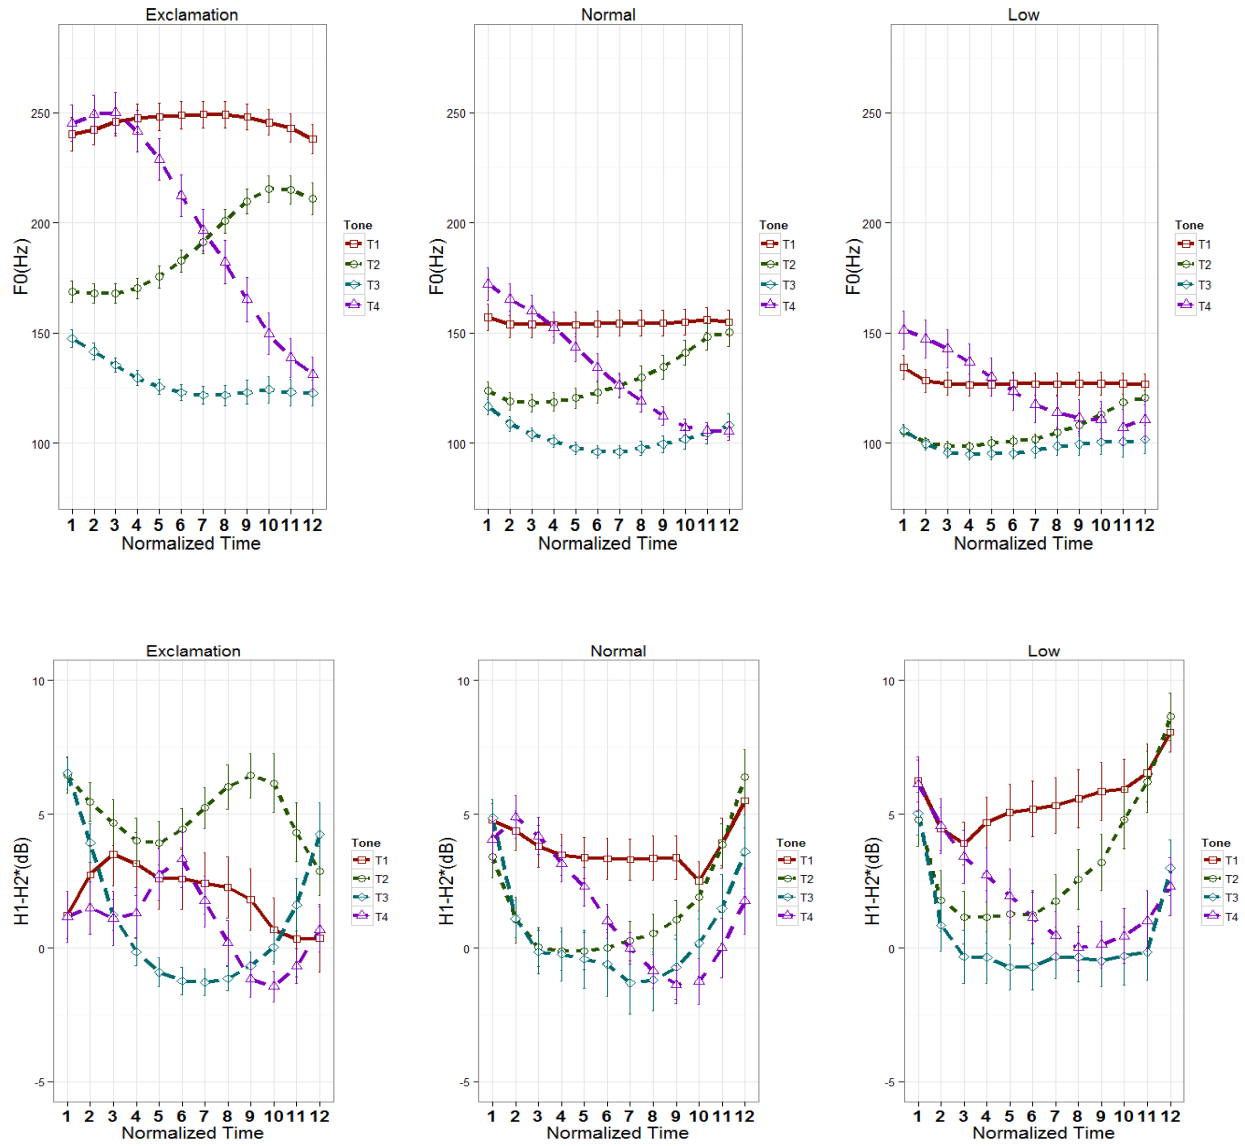 Exclamation
250
200
150
100
F0(Hz)
1 2 3 4 5 6 7 8 9 10 11 12
Normalized Time
Tone
T1
T2
T3
T4
Normal
250
200
150
100
F0(Hz)
1 2 3 4 5 6 7 8 9 10 11 12
Normalized Time
Tone
T1
T2
T3
T4
Low
250
200
150
100
F0(Hz)
1 2 3 4 5 6 7 8 9 10 11 12
Normalized Time
Tone
T1
T2
T3
T4
Exclamation
10
5
0
-5
H1-H2*(dB)
1 2 3 4 5 6 7 8 9 10 11 12
Normalized Time
Tone
T1
T2
T3
T4
Normal
10
5
0
-5
H1-H2*(dB)
1 2 3 4 5 6 7 8 9 10 11 12
Normalized Time
Tone
T1
T2
T3
T4
Low
10
5
0
-5
H1-H2*(dB)
1 2 3 4 5 6 7 8 9 10 11 12
Normalized Time
Tone
T1
T2
T3
T4